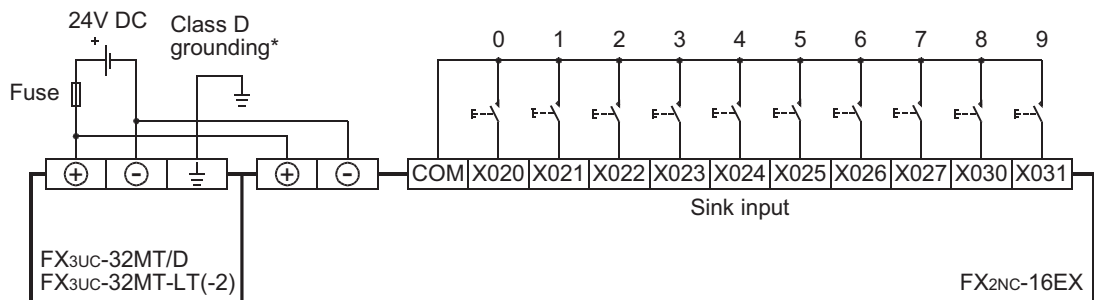 24V DC
Class D
grounding*
+
Fuse
0 1 2 3 4 5 6 7 8 9
+ - + - COM X020 X021 X022 X023 X024 X025 X026 X027 X030 X031
Sink input
FX3UC-32MT/D
FX3UC-32MT-LT(-2)
FX2NC-16EX